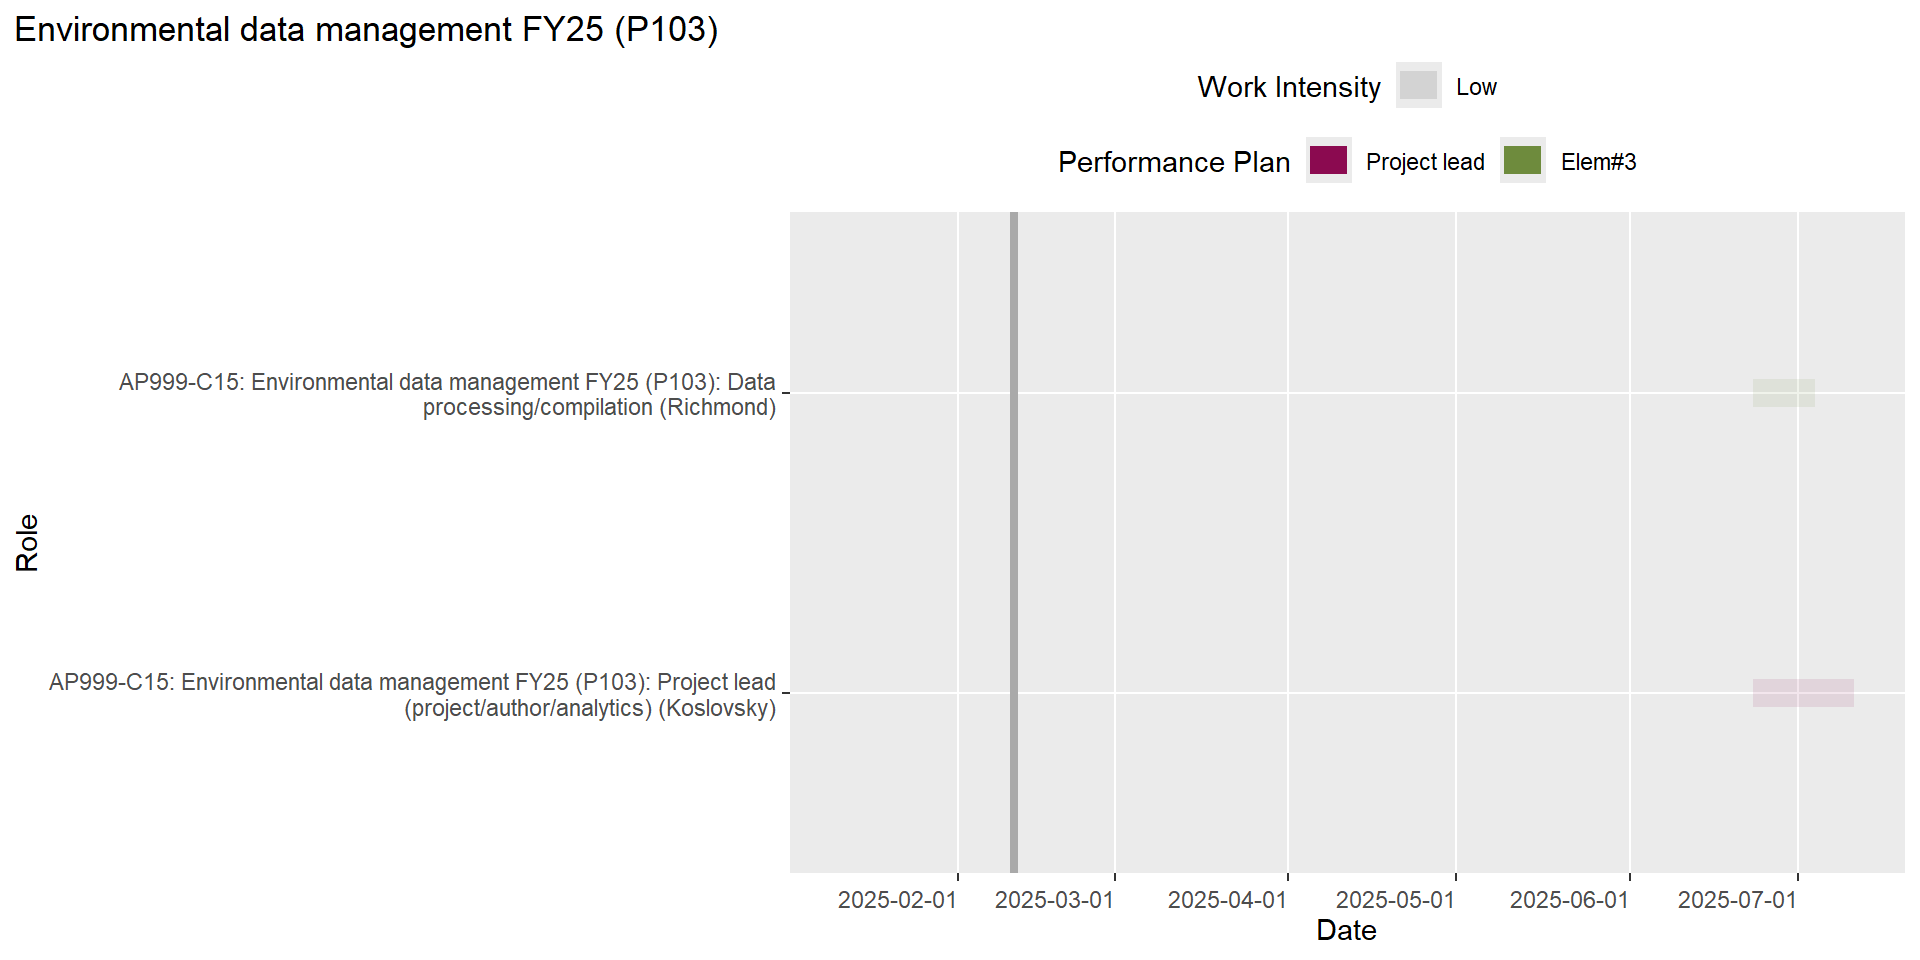 Environmental data management FY25 (P103)
Work Intensity Low
Performance Plan Project lead Elem#3
AP999-C15: Environmental data management FY25 (P103): Data
processing/compilation (Richmond)
Role
AP999-C15: Environmental data management FY25 (P103): Project lead
(project/author/analytics) (Koslovsky)
2025-02-01 2025-03-01 2025-04-01 2025-05-01 2025-06-01 2025-07-01
Date